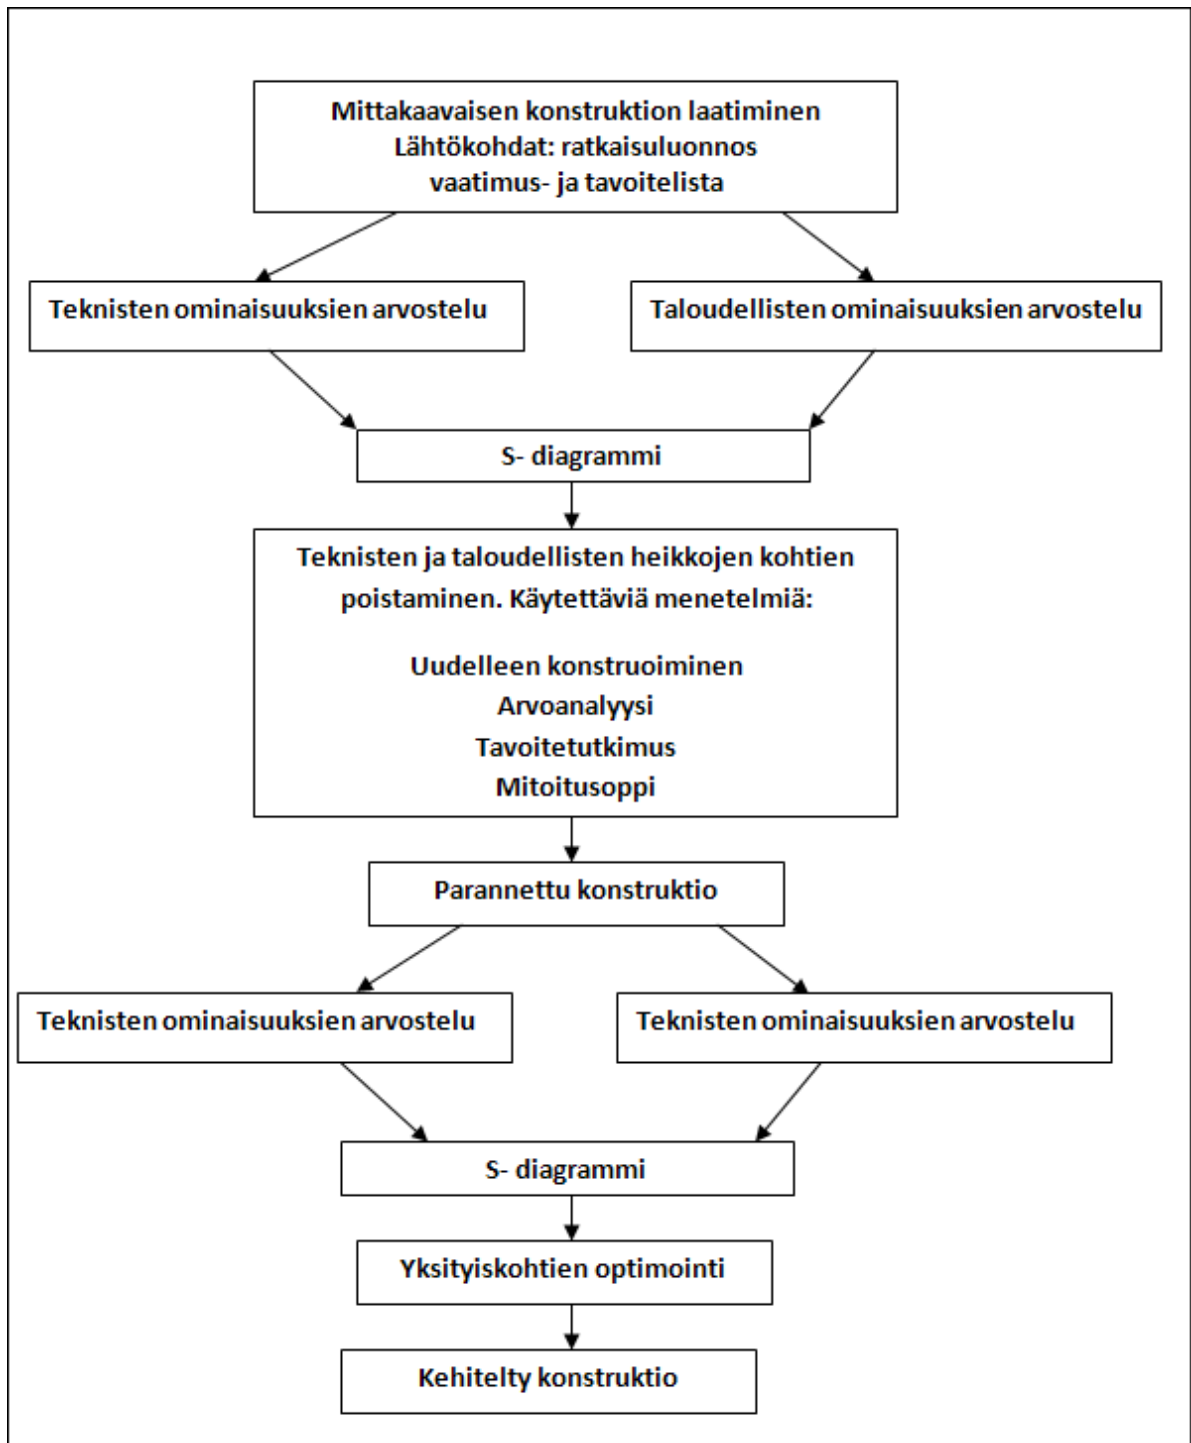 Mittakaavaisen konstruktion laatiminen
Lähtökohdat: ratkaisuluonnos
vaatimus- ja tavoitelista
Teknisten ominaisuuksien arvostelu
Taloudellisten ominaisuuksien arvostelu
S- diagrammi
Teknisten ja taloudellisten heikkojen kohtien
poistaminen. Käytettäviä menetelmiä:
Uudelleen konstruoiminen
Arvoanalyysi
Tavoitetutkimus
Mitoitusoppi
Parannettu konstruktio
Teknisten ominaisuuksien arvostelu
Teknisten ominaisuuksien arvostelu
S- diagrammi
Yksityiskohtien optimointi
Kehitelty konstruktio